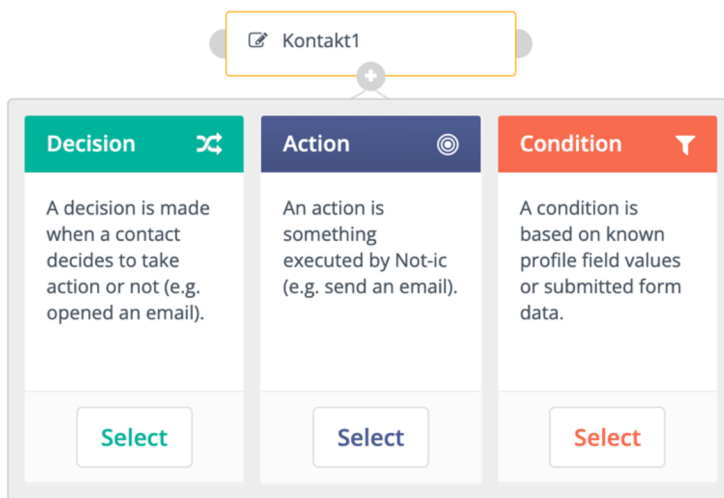 Kontakt1
Decision
A decision is made
when a contact
decides to take
action or not (e.g.
opened an email).
Select
Action
An action is
something
executed by Not-ic
(e.g. send an email).
Select
Condition
A condition is
based on known
profile field values
or submitted form
data.
Select